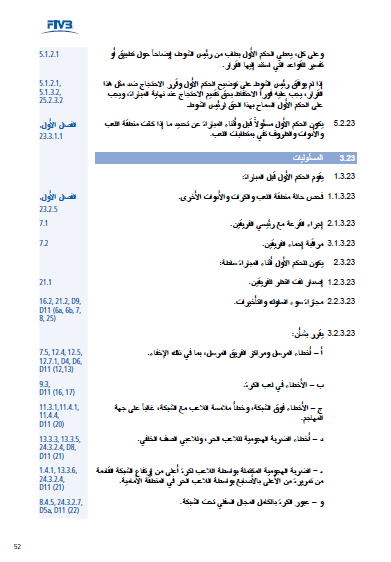 FIVB
وعلى كل، يعطي الحكم الأول بطلب من رئيس الشوط، إيضاحاً حول تطبيق أو 5.1.2.1
تفسير القواعد التي استند إليها القرار.
إذا لم يوافق رئيس الشوط على توضيح الحكم الأول وقرر الاحتجاج ضد مثل هذا 5.1.2.1,
القرار، يجب عليه فوراً الاحتفاظ بحق تقديم الاحتجاج عند نهاية المباراة، ويجب 5.1.3.2,
على الحكم الأول السماح بهذا الحق لرئيس الشوط. 25.2.3.2
5.2.23 يكون الحكم الأول مسئولاً قبل وأثناء المباراة عن تحديد ما إذا كانت منطقة اللعب الفصل الأول,
والأدوات والظروف تفي بمتطلبات اللعب. 23.3.1.1
3.23 المسئوليات
1.3.23 يقوم الحكم الأول قبل المباراة:
1.1.3.23 فحص حالة منطقة اللعب والكرات والأدوات الأخرى. الفصل الأول,
23.2.5
2.1.3.23 إجراء القرعة مع رئيسي الفريقين. 7.1
3.1.3.23 مراقبة إحماء الفريقين. 7.2
2.3.23 يكون للحكم الأول أثناء المباراة سلطة:
1.2.3.23 إصدار لفت النظر للفريقين. 21.1
2.2.3.23 مجازاة سوء السلوك والتأخيرات. 16.2, 21.2, D9,
D11 (6a, 6b, 7,
8, 25)
3.2.3.23 يقرر بشأن:
أ – أخطاء المرسل ومراكز الفريق المرسل، بما في ذلك الإخفاء. 7.5, 12.4, 12.5,
12.7.1, D4, D6,
D11 (12,13)
ب – الأخطاء في لعب الكرة. 9.3,
D11 (16, 17)
ج – الأخطاء فوق الشبكة، وخطأ ملامسة اللاعب مع الشبكة، غالباً على جهة 11.3.1,11.4.1,
المهاجم. 11.4.4,
D11 (20)
د – أخطاء الضربة الهجومية للاعب الحر، وللاعبي الصف الخلفي. 13.3.3, 13.3.5,
24.3.2.4, D8,
D11 (21)
ه – الضربة الهجومية المكتملة بواسطة اللاعب لكرة أعلى من ارتفاع الشبكة القادمة 1.4.1, 13.3.6,
من تمريرة من الأعلى بالأصابع بواسطة اللاعب الحر في المنطقة الأمامية. 24.3.2.4,
D11 (21)
و – عبور الكرة بالكامل المجال السفلي تحت الشبكة. 8.4.5, 24.3.2.7,
D5a, D11 (22)
52